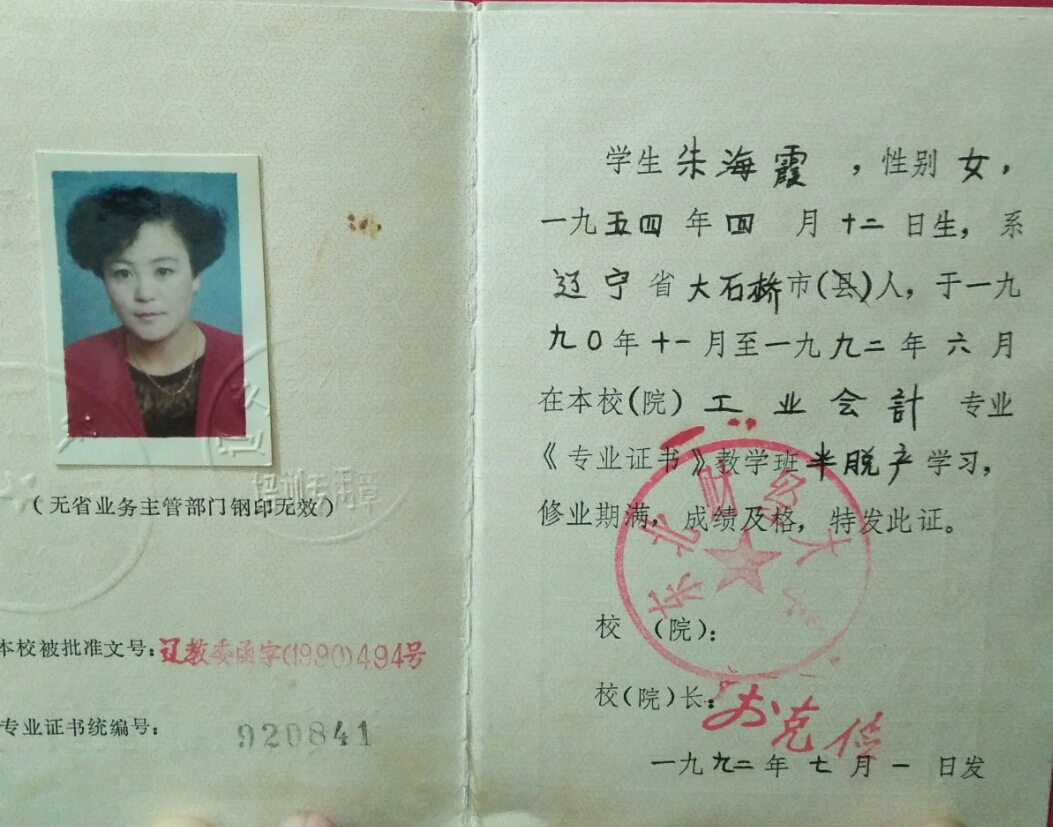 培训专用章
(无省业务主管部门钢印无效)
本校被批准文号:辽教委函字(1990)494号
专业证书统编号:920841
学生朱海霞,性别女,
一九五四年四月十二日生,系
辽宁省大石桥市(县)人,于一九
九0年十一月至一九九二年六月
在本校(院)工业会計专业
《专业证书》教学班半脱产学习,
修业期满,成绩及格,特发此证。
东北财经大学
校(院):
校(院)长:
一九九二年七月一日发